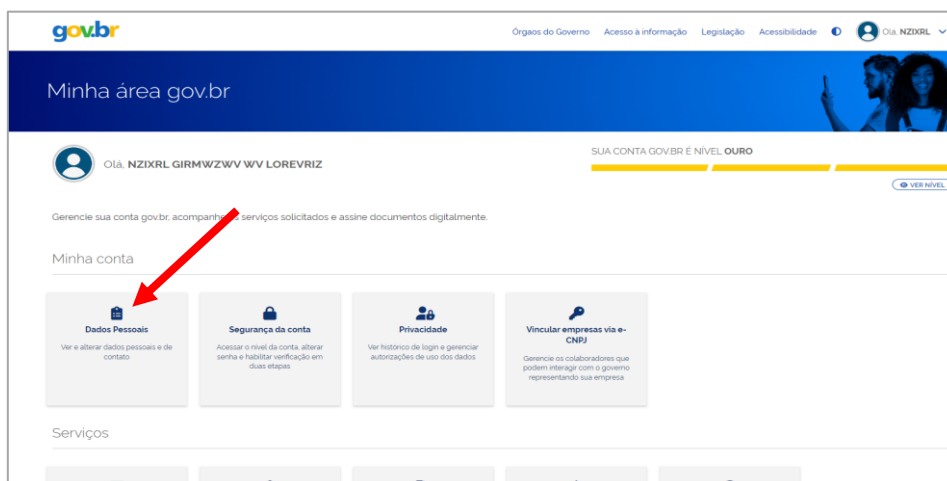 gov.br
Órgaos do Governo Acesso à informação Legislação Acessibilidade Olá, NZIXRL
Minha área gov.br
Olá, NZIXRL GIRMWZWV WV LOREVRIZ
SUA CONTA GOV.BR É NÍVEL OURO
VER NÍVEL
Gerencie sua conta gov.br, acompanhe os serviços solicitados e assine documentos digitalmente.
Minha conta
Dados Pessoais
Ver e alterar dados pessoais e de
contato
Segurança da conta
Acessar o nível da conta, alterar
senha e habilitar verificação em
duas etapas
Privacidade
Ver histórico de login e gerenciar
autorizações de uso dos dados
Vincular empresas via e-
CNPJ
Gerencie os colaboradores que
podem interagir com o governo
representando sua empresa
Serviços